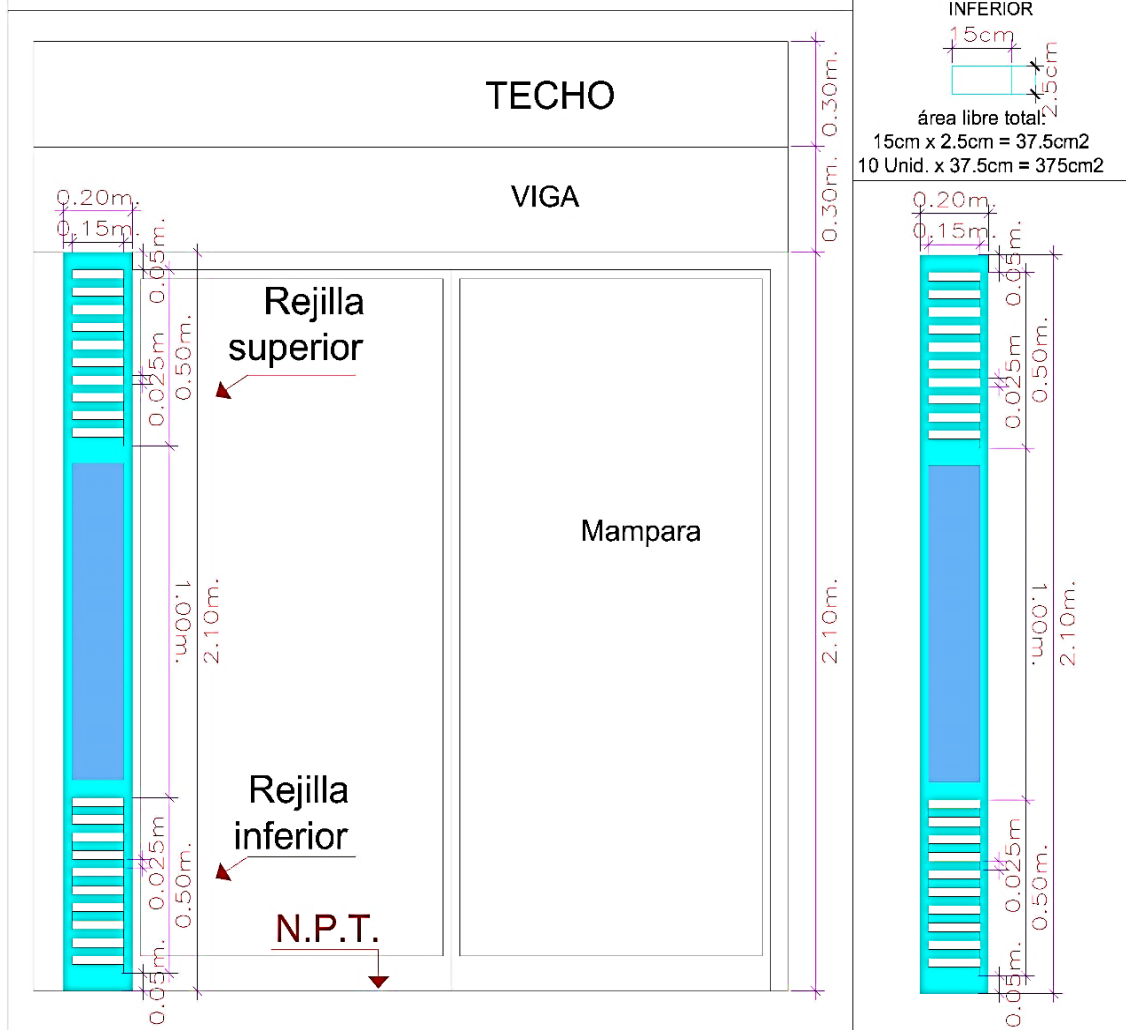 TECHO
0.30m.
VIGA
0.30m.
0.20m.
0.15m.
0.05m.
Rejilla
superior
0.025m
0.50m.
Mampara
1.00m.
2.10m.
2.10m.
Rejilla
inferior
0.025m
0.50m.
N.P.T.
0.05m.
INFERIOR
15cm
2.5cm
área libre total:
15cm x 2.5cm = 37.5cm2
10 Unid. x 37.5cm = 375cm2
0.20m.
0.15m.
0.05m.
0.025m
0.50m.
1.00m.
2.10m.
0.025m
0.50m.
0.05m.